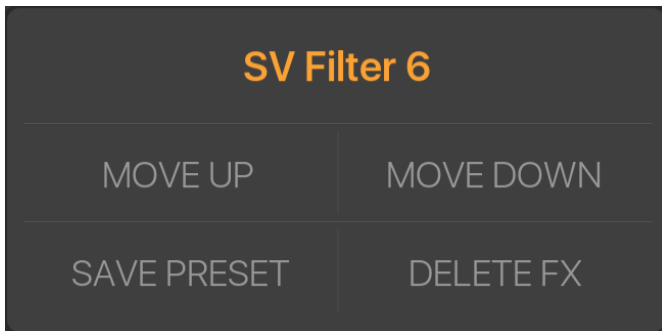 SV Filter 6
MOVE UP
MOVE DOWN
SAVE PRESET
DELETE FX